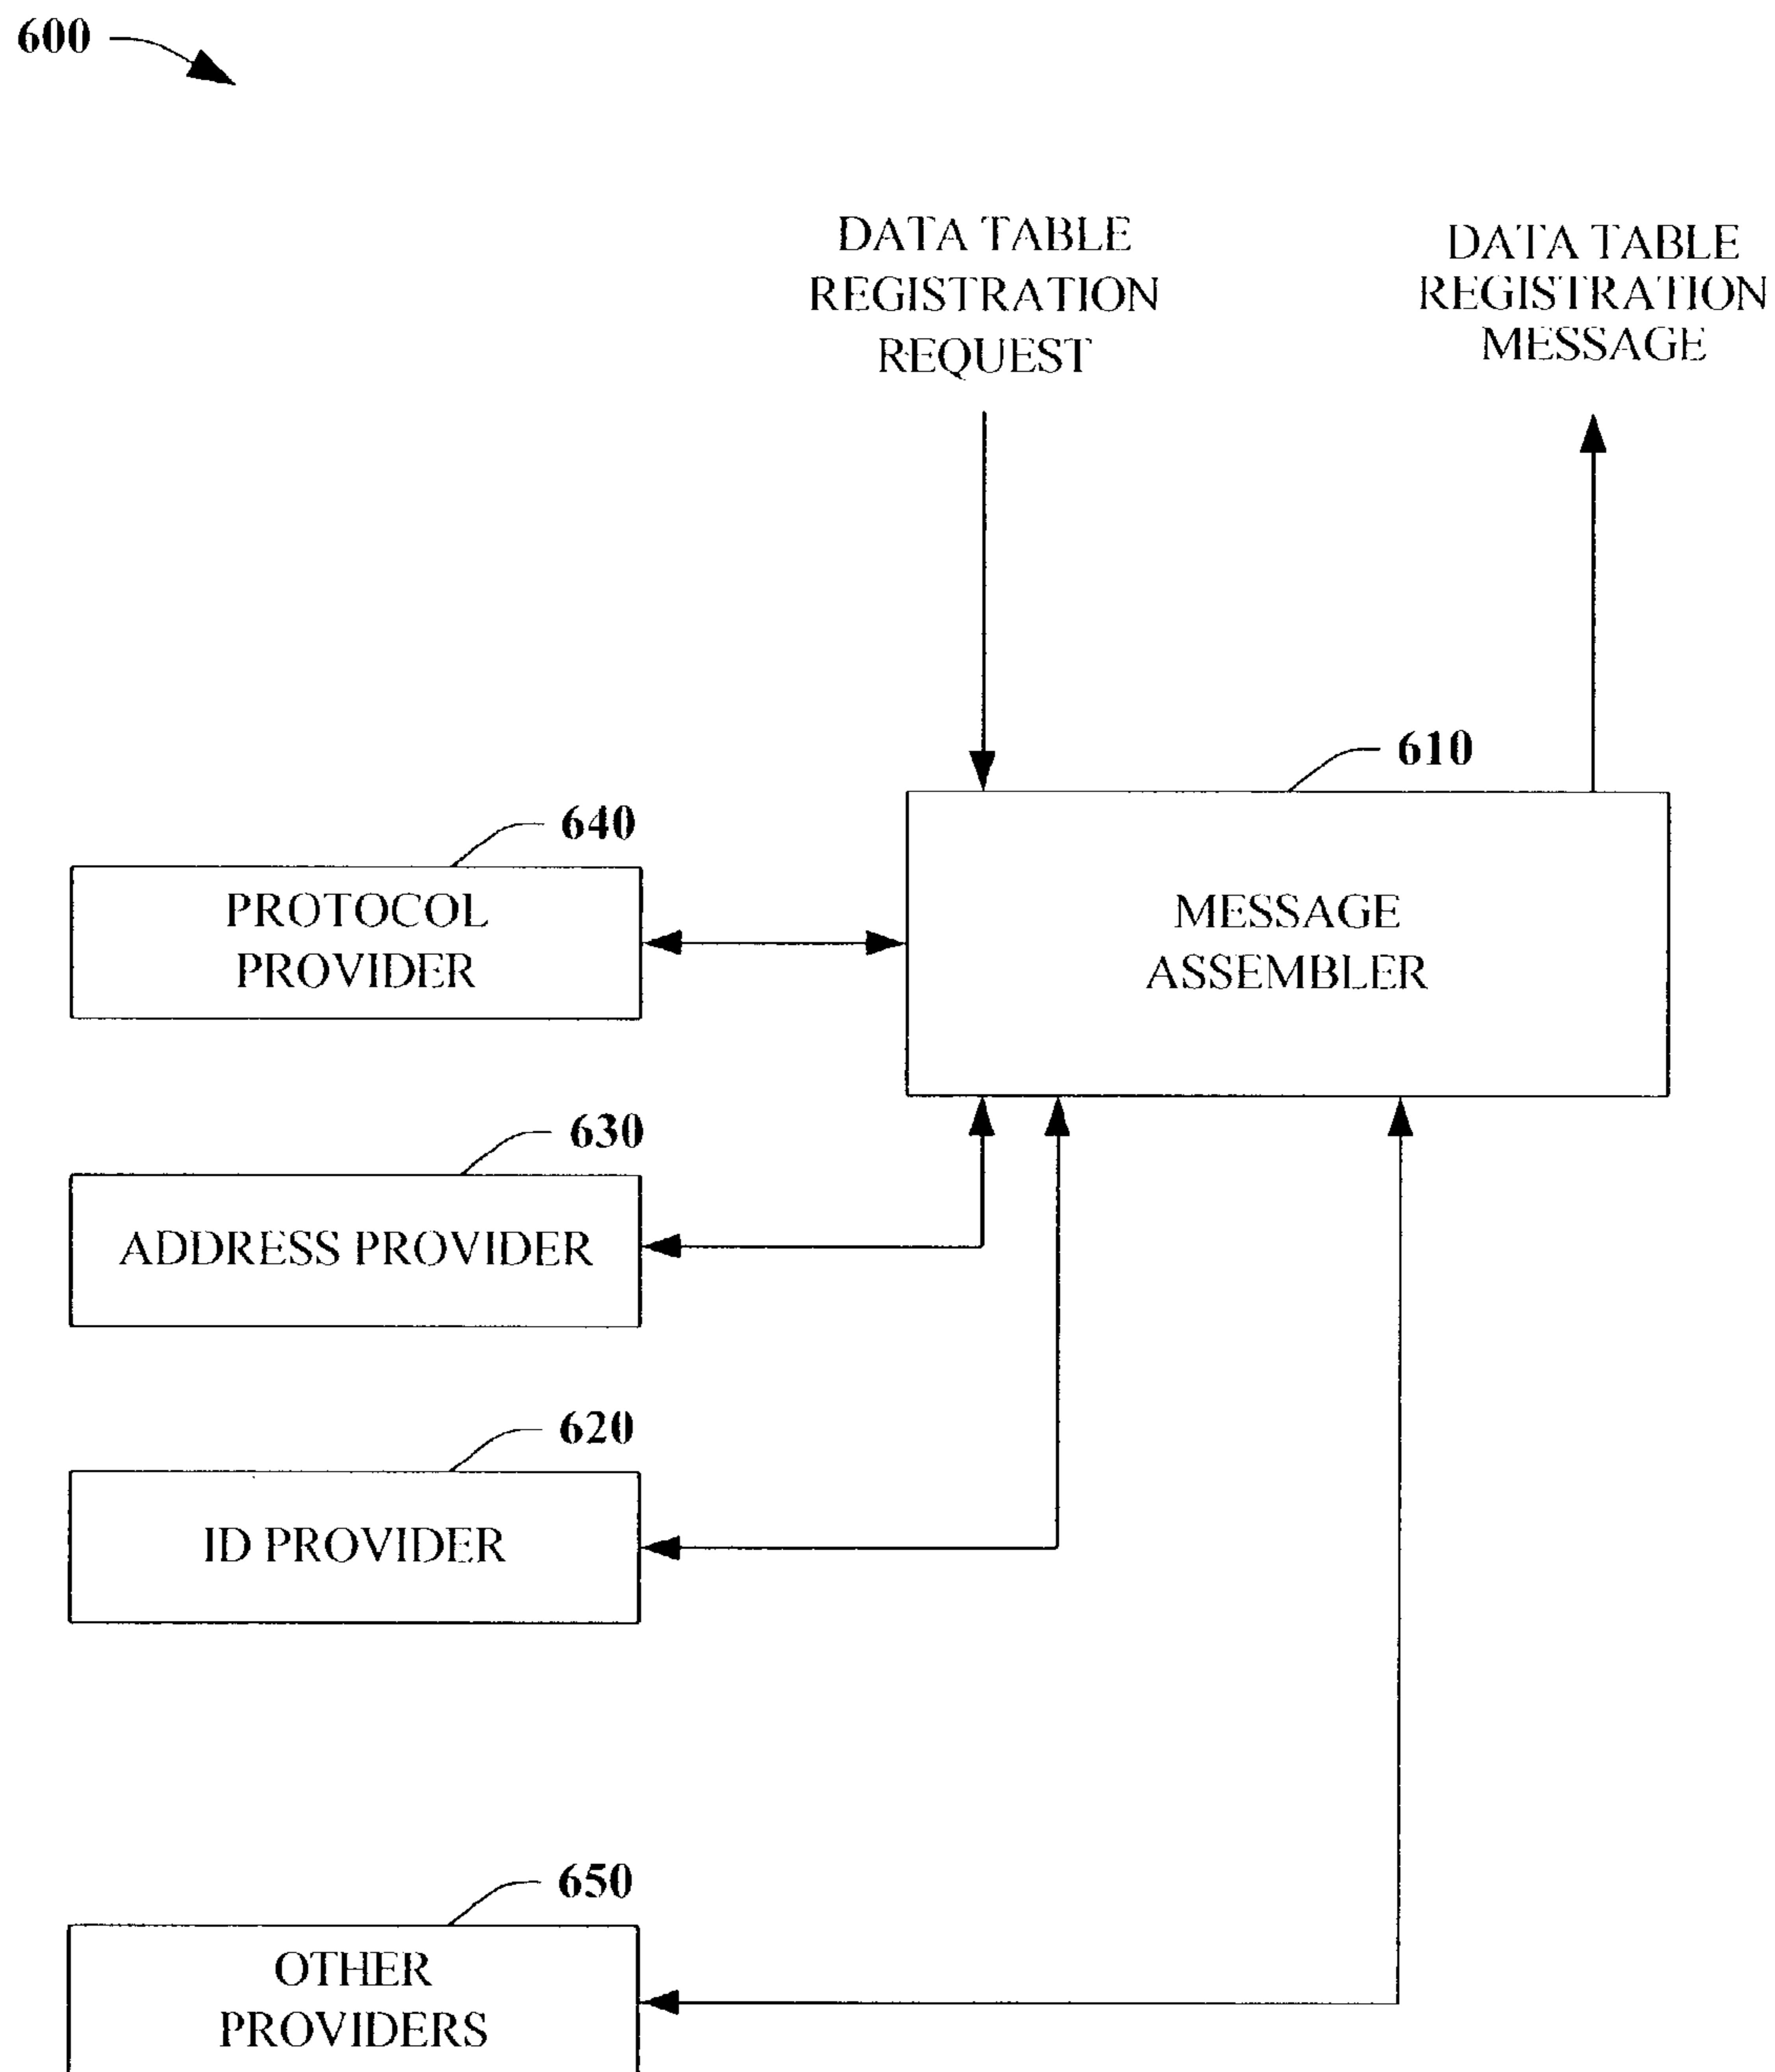 600
DATA TABLE
REGISTRATION
REQUEST
DATA TABLE
REGISTRATION
MESSAGE
610
MESSAGE
ASSEMBLER
640
PROTOCOL
PROVIDER
630
ADDRESS PROVIDER
620
ID PROVIDER
650
OTHER
PROVIDERS